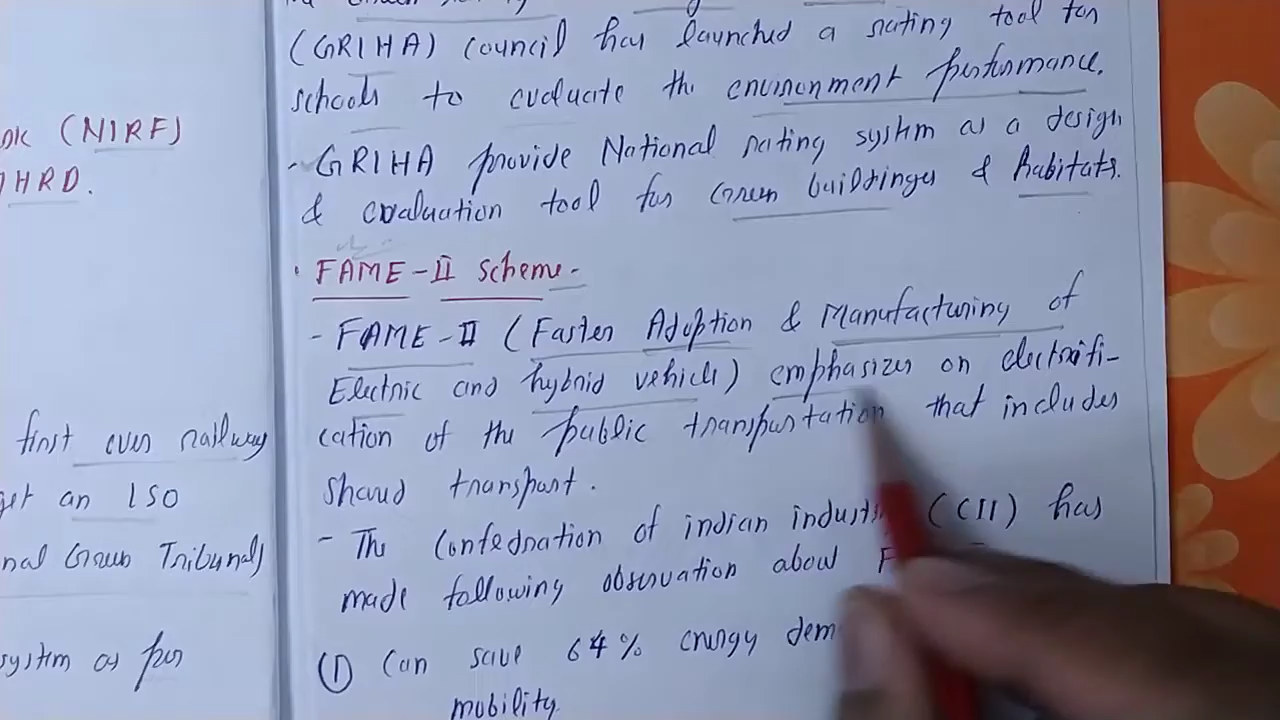 (NIRF)
HRD.
first ever railway
get an ISO
Green Tribunal)
system as per
(GRIHA) council has launched a rating tool for
schools to evaluate the environment performance.
- GRIHA provide National rating system as a design
& evaluation tool for Green buildinges & habitats.
• FAME-II Scheme-
- FAME-II (Faster Adoption & Manufacturing of
Electric and hybrid vehicle) emphasizes on electrifi-
cation of the public transportation that includes
shared transport.
- The Confedration of indian (CII) has
made following observation about
(1) Can save 64% energy
mobility.